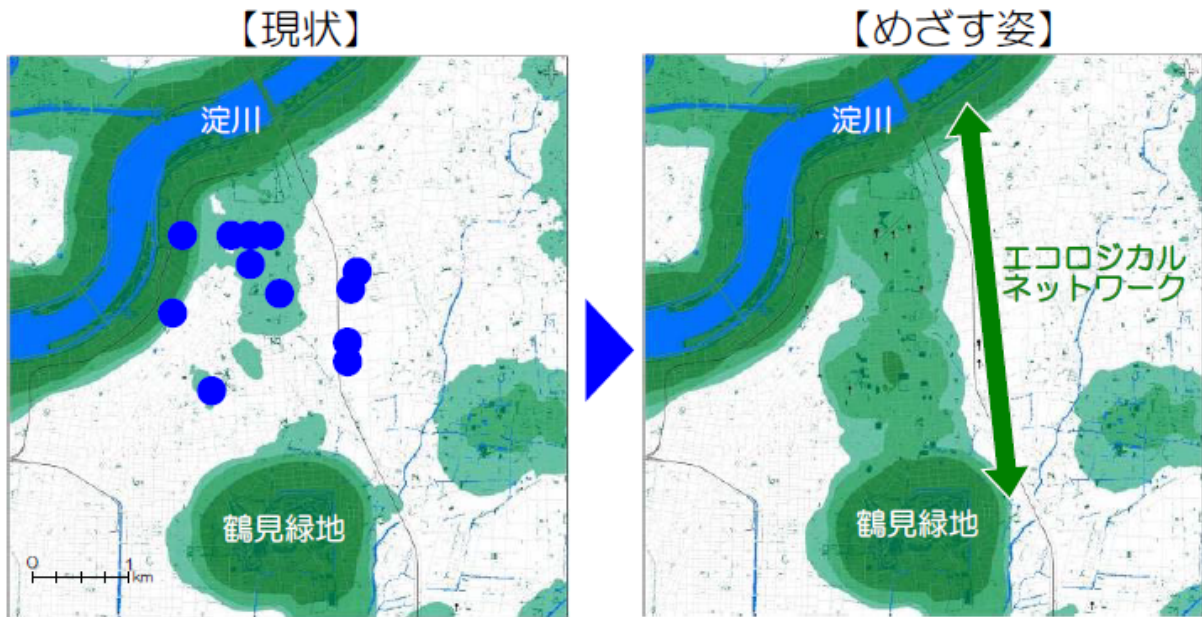 【現状】
【めざす姿】
淀川
鶴見緑地
0 1
km
淀川
エコロジカル
ネットワーク
鶴見緑地